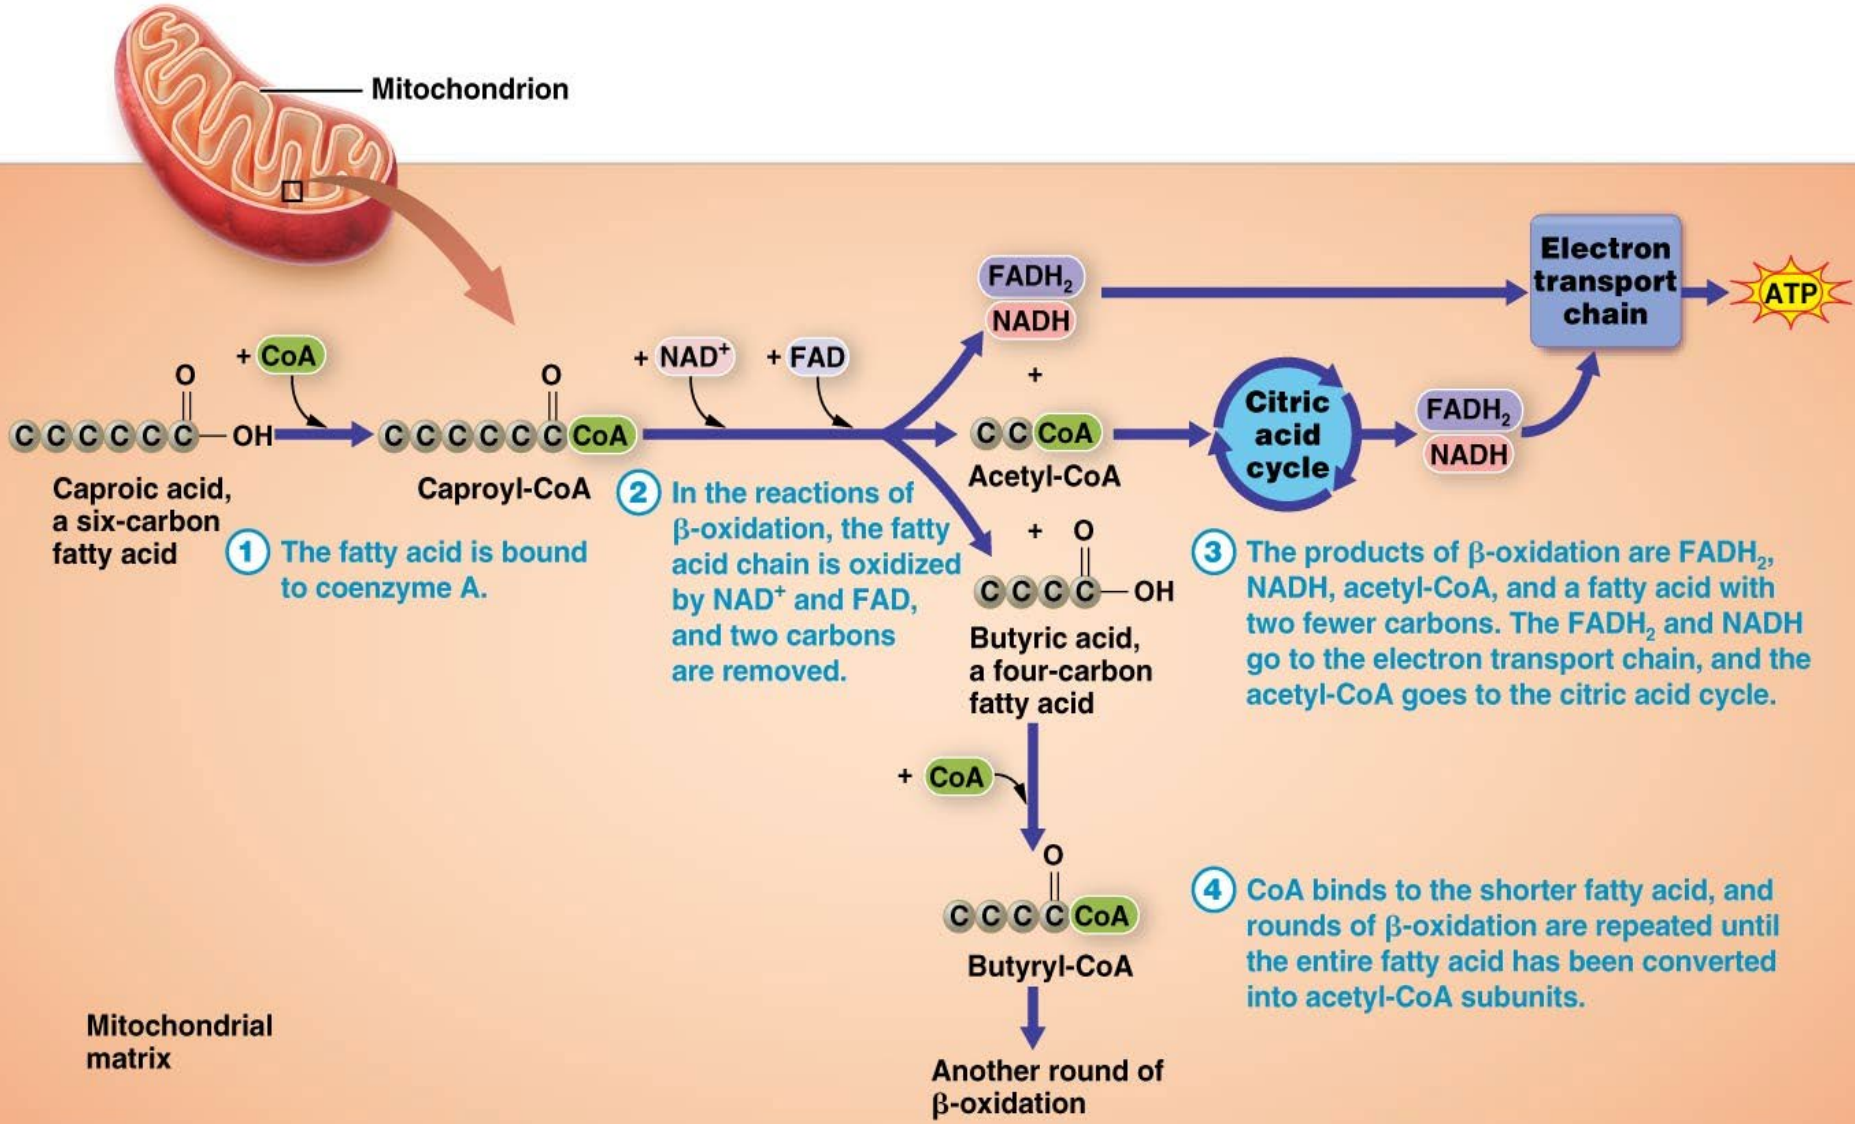 Mitochondrion
Electron
transport
chain
ATP
FADH₂
NADH
+ CoA
+ NAD⁺
+ FAD
+
O
O
C C C C C C — OH
C C C C C C CoA
C C CoA
Citric
acid
cycle
FADH₂
NADH
Caproic acid,
a six-carbon
fatty acid
Caproyl-CoA
Acetyl-CoA
1 The fatty acid is bound
to coenzyme A.
2 In the reactions of
β-oxidation, the fatty
acid chain is oxidized
by NAD⁺ and FAD,
and two carbons
are removed.
+
O
C C C C — OH
Butyric acid,
a four-carbon
fatty acid
3 The products of β-oxidation are FADH₂,
NADH, acetyl-CoA, and a fatty acid with
two fewer carbons. The FADH₂ and NADH
go to the electron transport chain, and the
acetyl-CoA goes to the citric acid cycle.
+ CoA
O
C C C C CoA
Butyryl-CoA
4 CoA binds to the shorter fatty acid, and
rounds of β-oxidation are repeated until
the entire fatty acid has been converted
into acetyl-CoA subunits.
Mitochondrial
matrix
Another round of
β-oxidation